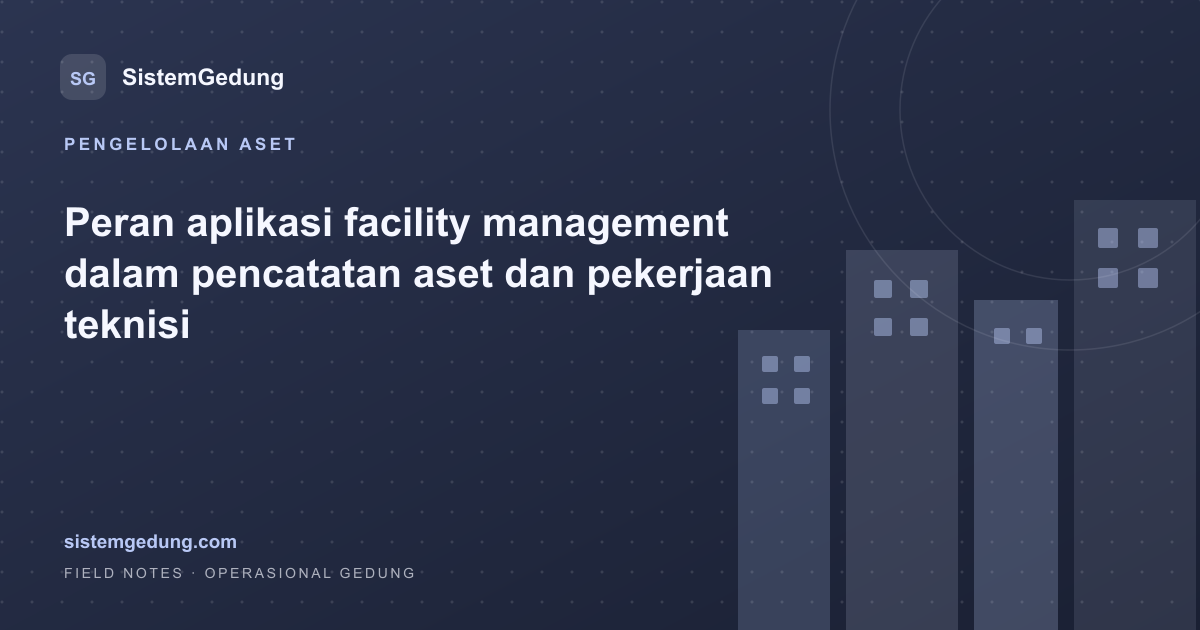 SG
SistemGedung
PENGELOLAAN ASET
Peran aplikasi facility management
dalam pencatatan aset dan pekerjaan
teknisi
sistemgedung.com
FIELD NOTES · OPERASIONAL GEDUNG